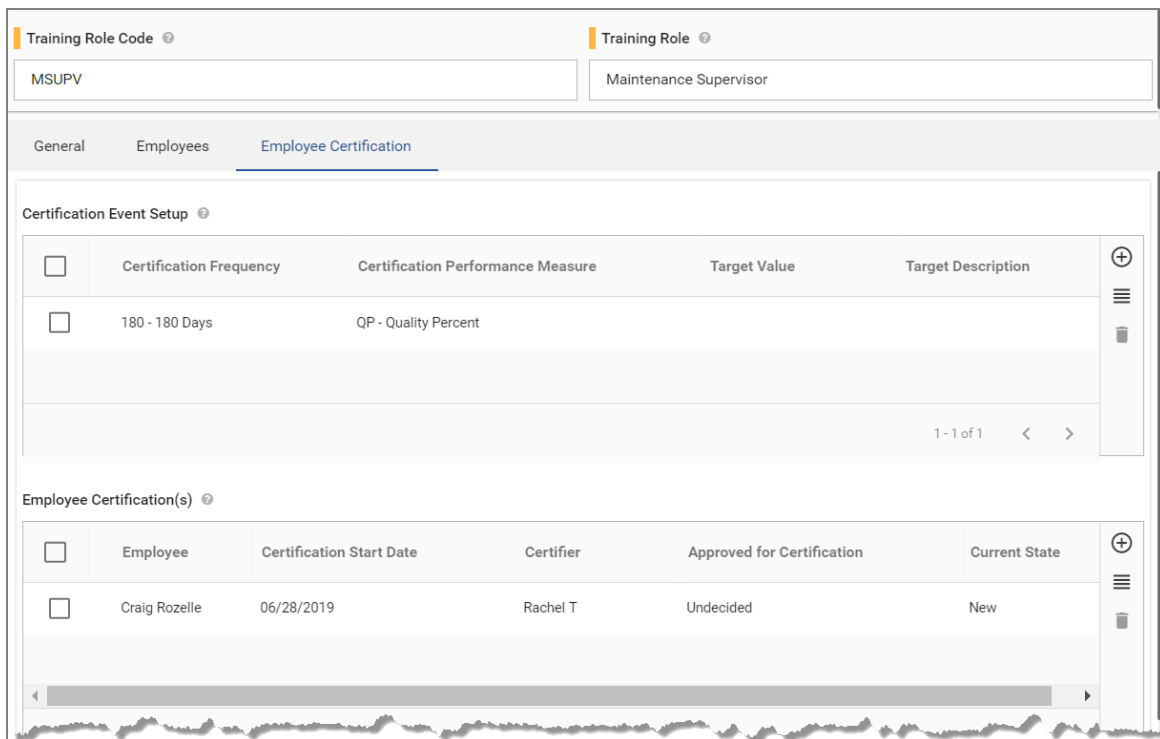 Training Role Code Training Role
MSUPV Maintenance Supervisor
General Employees Employee Certification
Certification Event Setup
Certification Frequency Certification Performance Measure Target Value Target Description
180 - 180 Days QP - Quality Percent
1 - 1 of 1
Employee Certification(s)
Employee Certification Start Date Certifier Approved for Certification Current State
Craig Rozelle 06/28/2019 Rachel T Undecided New